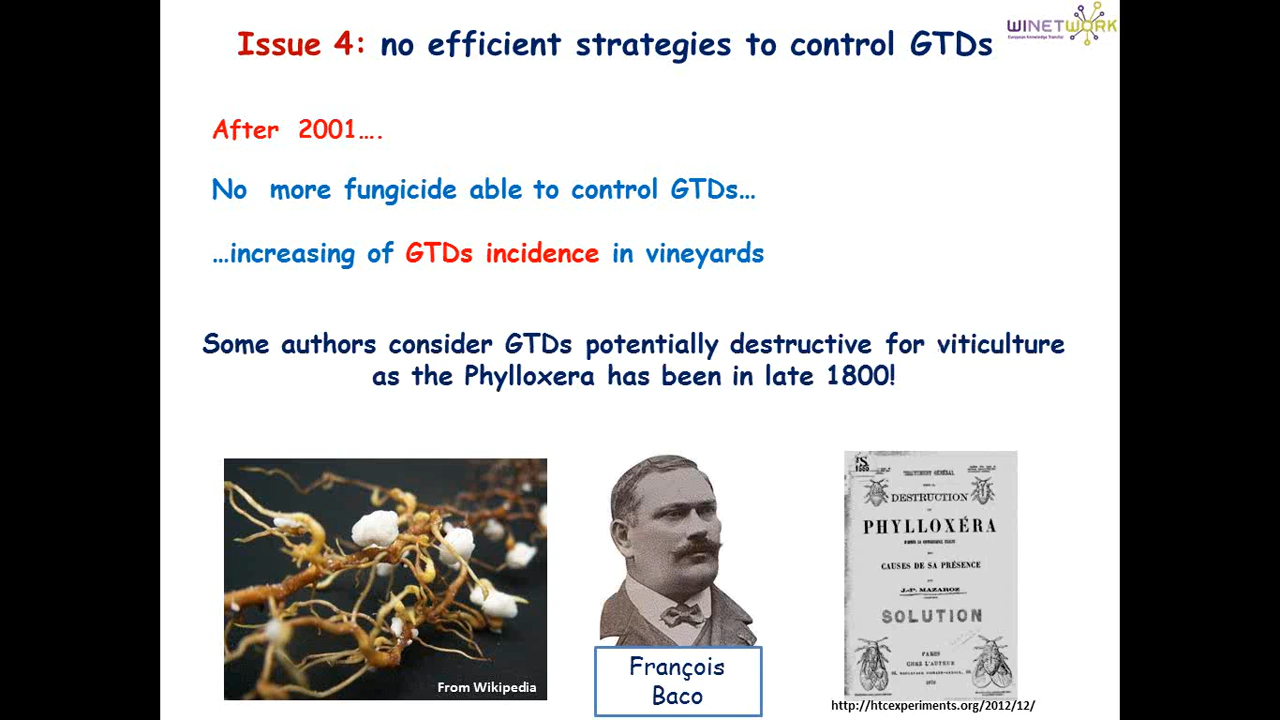 Issue 4: no efficient strategies to control GTDs
WINETWORK
After 2001….
No more fungicide able to control GTDs…
…increasing of GTDs incidence in vineyards
Some authors consider GTDs potentially destructive for viticulture
as the Phylloxera has been in late 1800!
From Wikipedia
François
Baco
DESTRUCTION
PHYLLOXÉRA
CAUSES DE SA PRÉSENCE
J.-P. MAZAROZ
SOLUTION
PARIS
CHEZ L'AUTEUR
http://htcexperiments.org/2012/12/